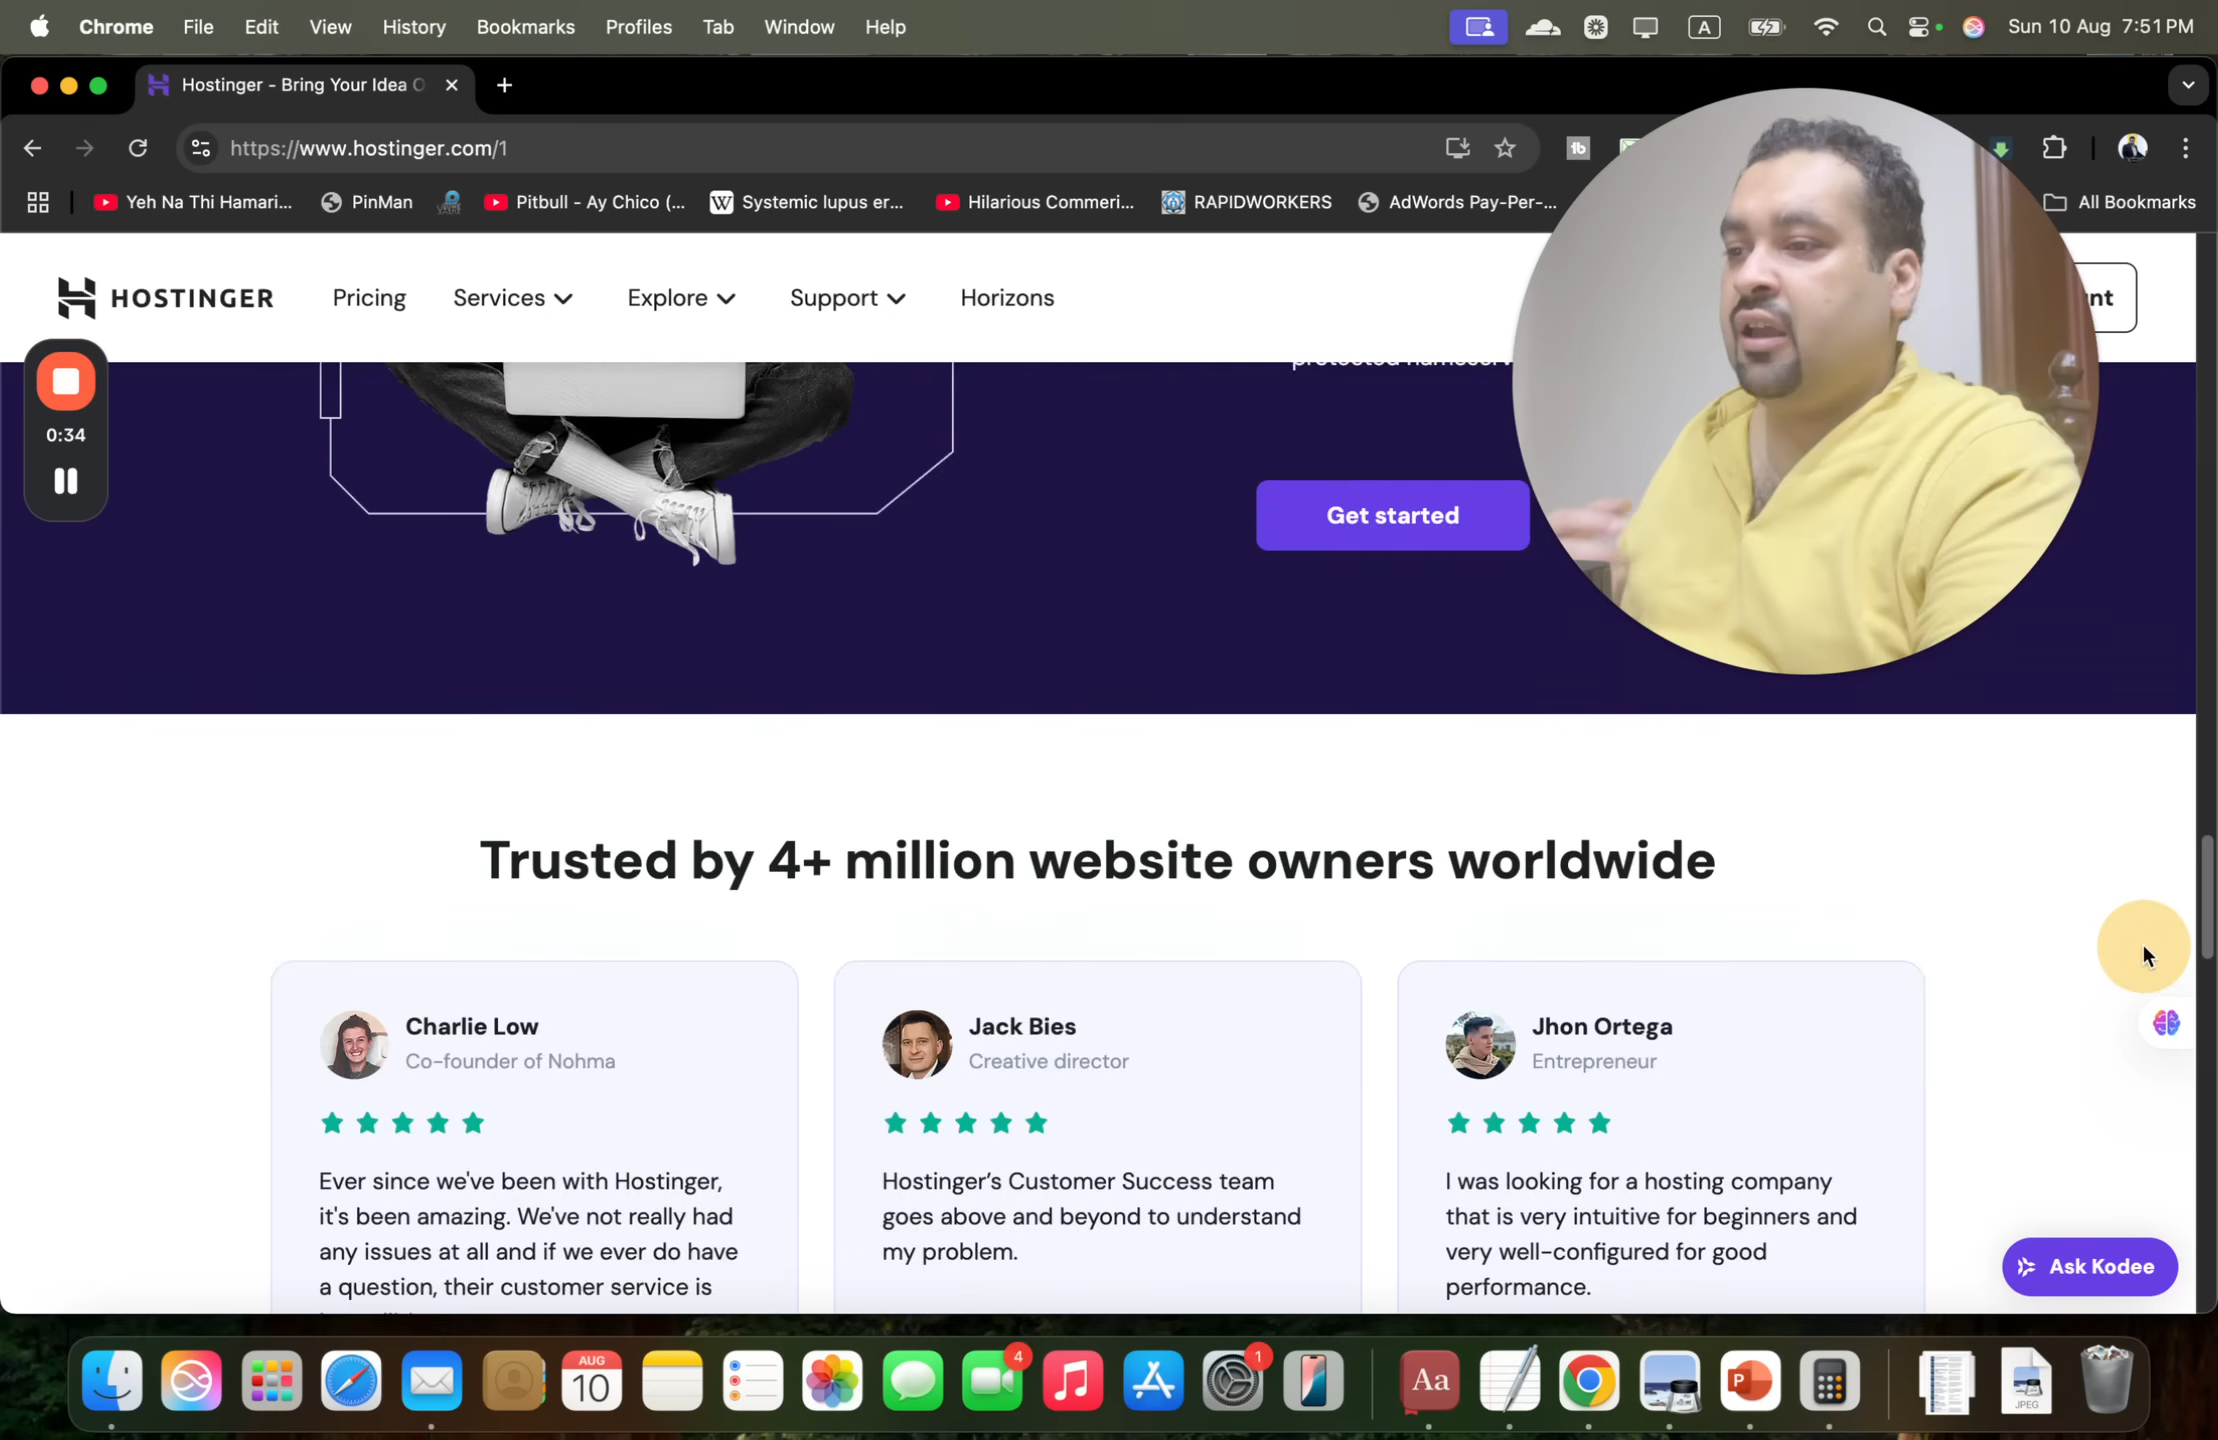 Chrome File Edit View History Bookmarks Profiles Tab Window Help A Sun 10 Aug 7:51 PM
Hostinger - Bring Your Idea O
https://www.hostinger.com/1
Yeh Na Thi Hamari... PinMan Pitbull - Ay Chico (... W Systemic lupus er... Hilarious Commeri... RAPIDWORKERS AdWords Pay-Per-... All Bookmarks
HOSTINGER Pricing Services Explore Support Horizons
0:34
Get started
Trusted by 4+ million website owners worldwide
Charlie Low
Co-founder of Nohma
Ever since we've been with Hostinger,
it's been amazing. We've not really had
any issues at all and if we ever do have
a question, their customer service is
Jack Bies
Creative director
Hostinger’s Customer Success team
goes above and beyond to understand
my problem.
Jhon Ortega
Entrepreneur
I was looking for a hosting company
that is very intuitive for beginners and
very well-configured for good
performance.
Ask Kodee
AUG
10
4
1
Aa
P
JPEG